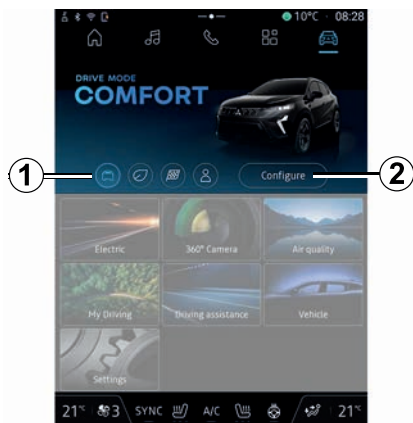 10°C 08:28
DRIVE MODE
COMFORT
1
2
Configure
Electric
360° Camera
Air quality
My Driving
Driving assistance
Vehicle
Settings
21°C 3 SYNC A/C 21°C